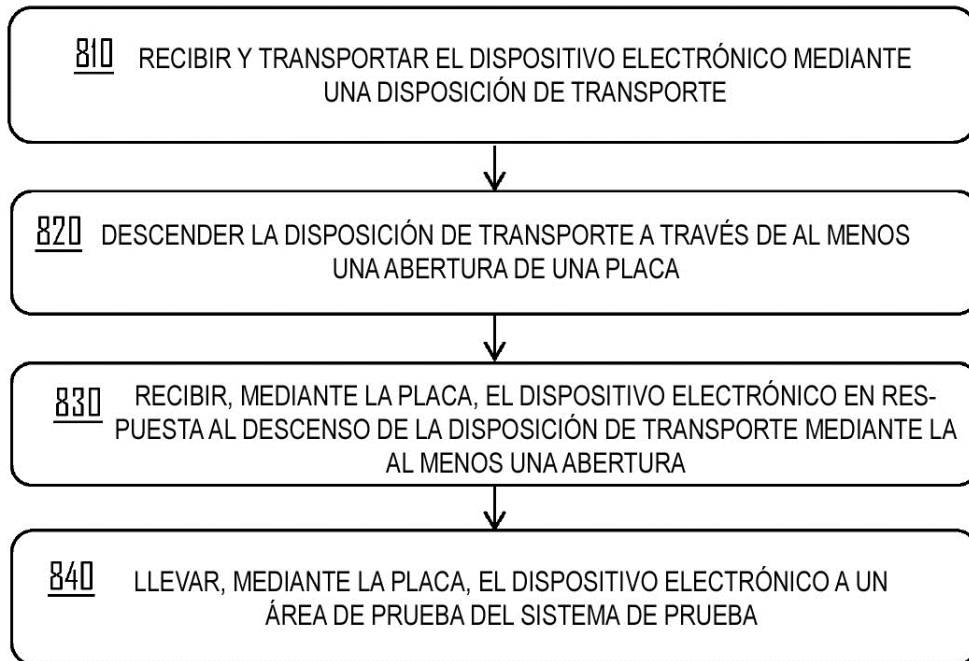 810 RECIBIR Y TRANSPORTAR EL DISPOSITIVO ELECTRÓNICO MEDIANTE
UNA DISPOSICIÓN DE TRANSPORTE
820 DESCENDER LA DISPOSICIÓN DE TRANSPORTE A TRAVÉS DE AL MENOS
UNA ABERTURA DE UNA PLACA
830 RECIBIR, MEDIANTE LA PLACA, EL DISPOSITIVO ELECTRÓNICO EN RES-
PUESTA AL DESCENSO DE LA DISPOSICIÓN DE TRANSPORTE MEDIANTE LA
AL MENOS UNA ABERTURA
840 LLEVAR, MEDIANTE LA PLACA, EL DISPOSITIVO ELECTRÓNICO A UN
ÁREA DE PRUEBA DEL SISTEMA DE PRUEBA